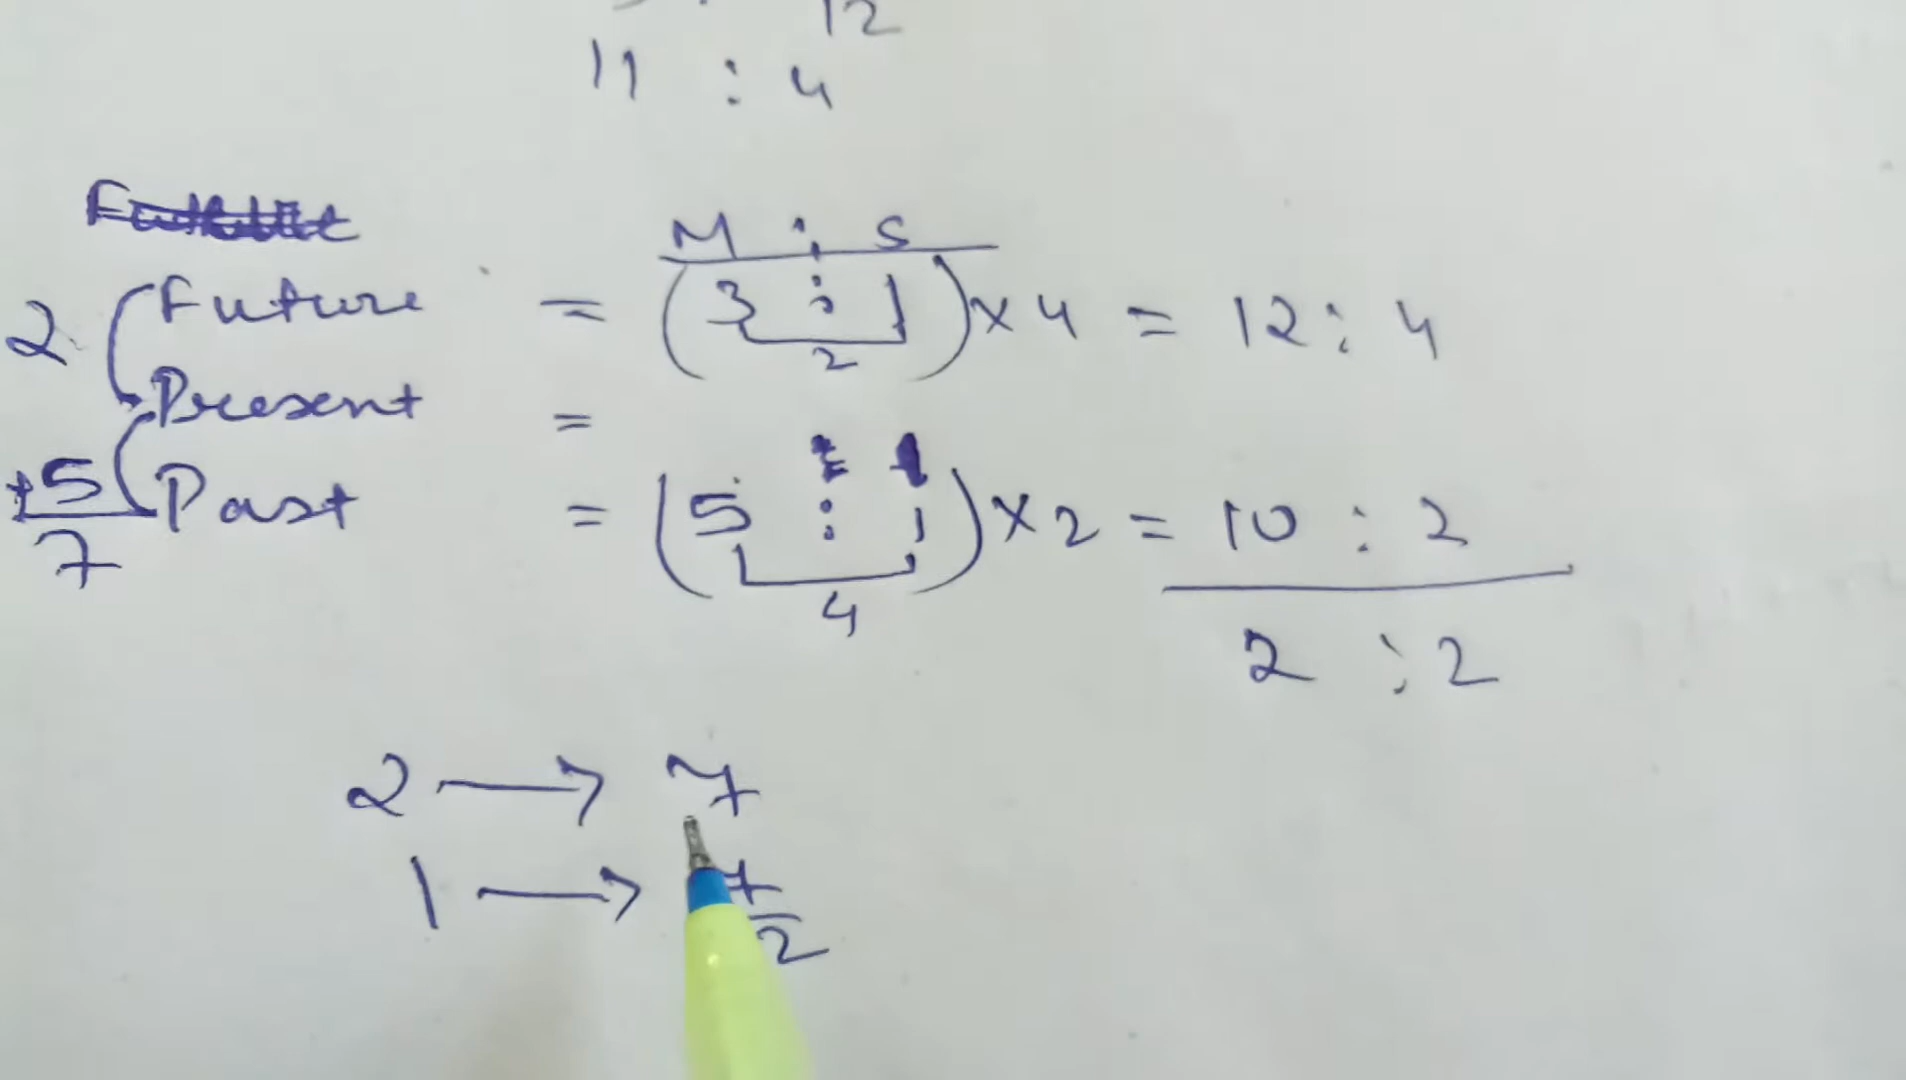 12
11 : 4
M : S
2 Future = (3 : 1) × 4 = 12 : 4
2
Present =
+5 Past = (5 : 1) × 2 = 10 : 2
7
4
2 : 2
2 → 7
1 → 7/2